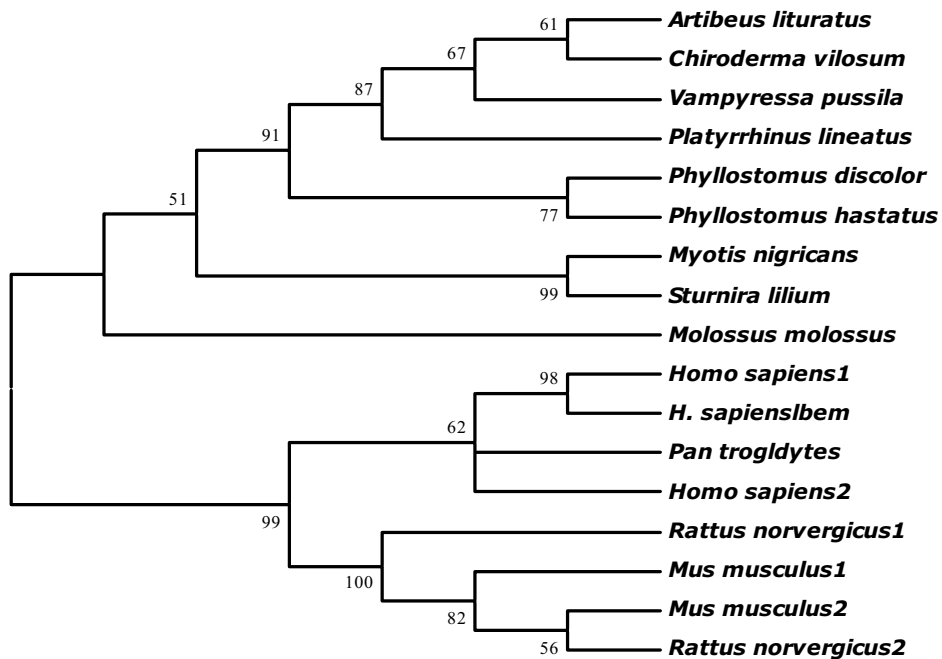 61
Artibeus lituratus
Chiroderma vilosum
67
Vampyressa pussila
87
Platyrrhinus lineatus
91
Phyllostomus discolor
77
Phyllostomus hastatus
51
Myotis nigricans
99
Sturnira lilium
Molossus molossus
98
Homo sapiens1
H. sapiensIbem
62
Pan trogldytes
Homo sapiens2
99
Rattus norvergicus1
100
Mus musculus1
82
Mus musculus2
56
Rattus norvergicus2